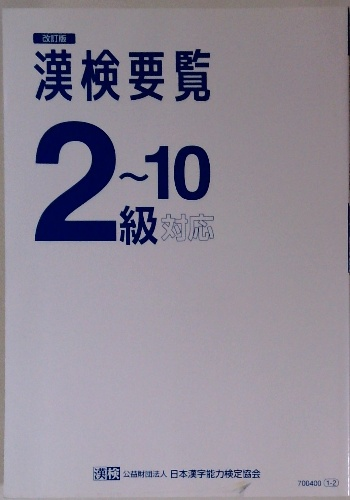 改訂版
漢検要覧
2〜10
級対応
漢検 公益財団法人 日本漢字能力検定協会
700400 (1-2)